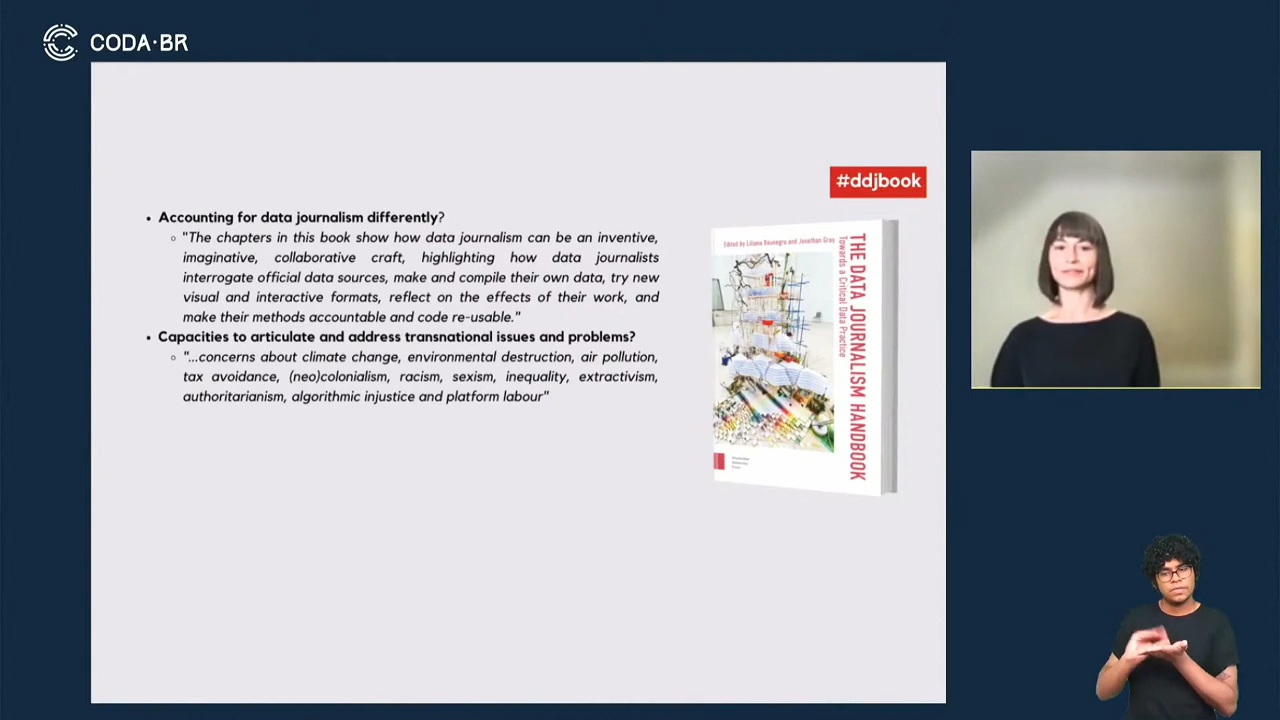 CODA·BR
#ddjbook
• Accounting for data journalism differently?
◦ "The chapters in this book show how data journalism can be an inventive,
imaginative, collaborative craft, highlighting how data journalists
interrogate official data sources, make and compile their own data, try new
visual and interactive formats, reflect on the effects of their work, and
make their methods accountable and code re-usable."
• Capacities to articulate and address transnational issues and problems?
◦ "...concerns about climate change, environmental destruction, air pollution,
tax avoidance, (neo)colonialism, racism, sexism, inequality, extractivism,
authoritarianism, algorithmic injustice and platform labour"
Edited by Liliana Bounegru and Jonathan Gray
THE DATA JOURNALISM HANDBOOK
Towards a Critical Data Practice